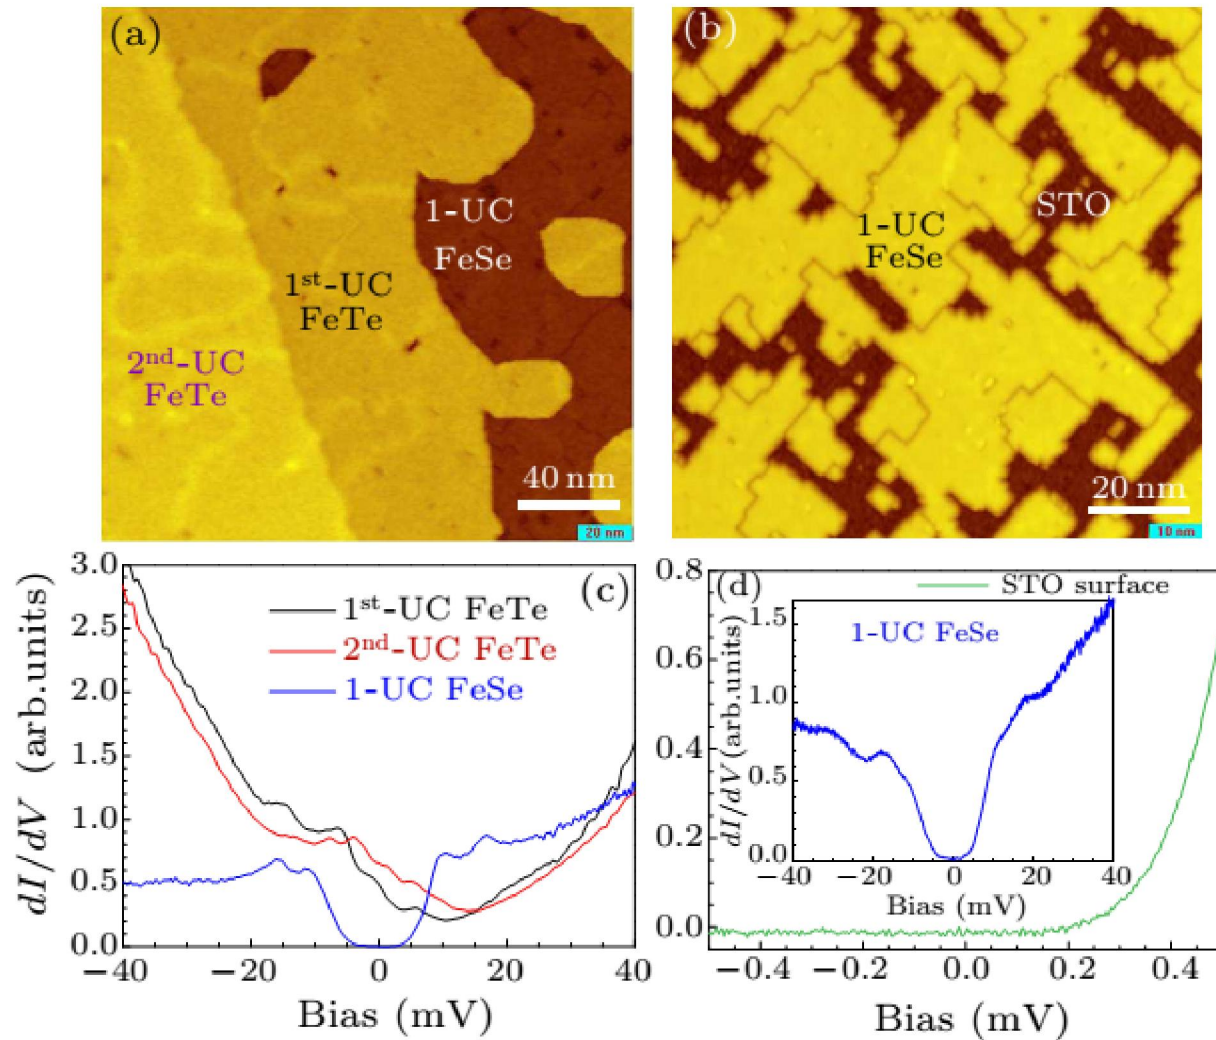 (a)
1-UC
FeSe
1st-UC
FeTe
2nd-UC
FeTe
40 nm
20 nm
(b)
STO
1-UC
FeSe
20 nm
10 nm
(c)
1st-UC FeTe
2nd-UC FeTe
1-UC FeSe
dI/dV (arb.units)
3.0
2.5
2.0
1.5
1.0
0.5
0.0
−40 −20 0 20 40
Bias (mV)
(d)
STO surface
0.8
0.6
0.4
0.2
0.0
1-UC FeSe
dI/dV (arb.units)
1.5
1.0
0.5
0.0
−40 −20 0 20 40
Bias (mV)
−0.4 −0.2 0.0 0.2 0.4
Bias (mV)